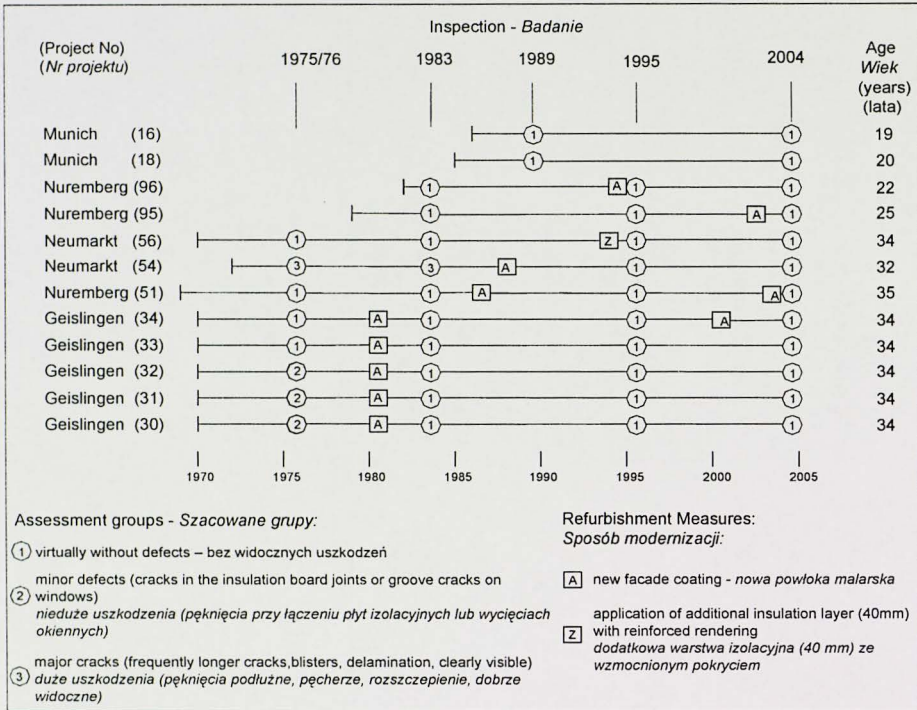 Inspection - Badanie
(Project No)
(Nr projektu)
1975/76 1983 1989 1995 2004
Age
Wiek
(years)
(lata)
Munich (16) 1 1 19
Munich (18) 1 1 20
Nuremberg (96) 1 A 1 1 22
Nuremberg (95) 1 1 A 1 25
Neumarkt (56) 1 1 Z 1 1 34
Neumarkt (54) 3 3 A 1 1 32
Nuremberg (51) 1 1 A 1 A 1 35
Geislingen (34) 1 A 1 1 A 1 34
Geislingen (33) 1 A 1 1 1 34
Geislingen (32) 2 A 1 1 1 34
Geislingen (31) 2 A 1 1 1 34
Geislingen (30) 2 A 1 1 1 34
1970 1975 1980 1985 1990 1995 2000 2005
Assessment groups - Szacowane grupy:
1 virtually without defects – bez widocznych uszkodzeń
minor defects (cracks in the insulation board joints or groove cracks on
2 windows)
nieduże uszkodzenia (pęknięcia przy łączeniu płyt izolacyjnych lub wycięciach
okiennych)
major cracks (frequently longer cracks,blisters, delamination, clearly visible)
3 duże uszkodzenia (pęknięcia podłużne, pęcherze, rozszczepienie, dobrze
widoczne)
Refurbishment Measures:
Sposób modernizacji:
A new facade coating - nowa powłoka malarska
application of additional insulation layer (40mm)
Z with reinforced rendering
dodatkowa warstwa izolacyjna (40 mm) ze
wzmocnionym pokryciem